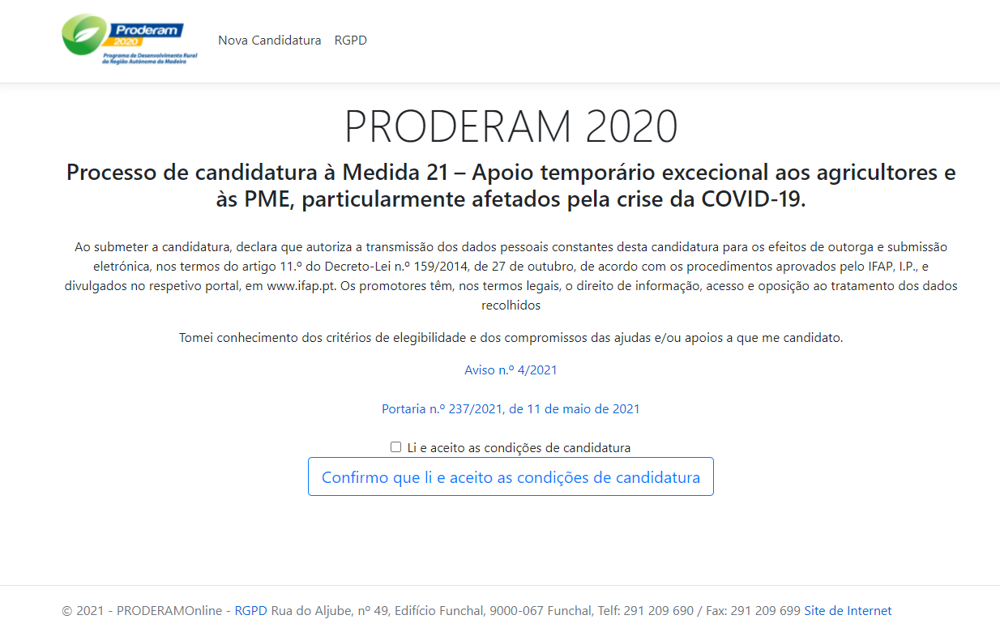 Proderam
2020
Programa de Desenvolvimento Rural
da Região Autónoma da Madeira
Nova Candidatura RGPD
PRODERAM 2020
Processo de candidatura à Medida 21 – Apoio temporário excecional aos agricultores e
às PME, particularmente afetados pela crise da COVID-19.
Ao submeter a candidatura, declara que autoriza a transmissão dos dados pessoais constantes desta candidatura para os efeitos de outorga e submissão
eletrónica, nos termos do artigo 11.º do Decreto-Lei n.º 159/2014, de 27 de outubro, de acordo com os procedimentos aprovados pelo IFAP, I.P., e
divulgados no respetivo portal, em www.ifap.pt. Os promotores têm, nos termos legais, o direito de informação, acesso e oposição ao tratamento dos dados
recolhidos
Tomei conhecimento dos critérios de elegibilidade e dos compromissos das ajudas e/ou apoios a que me candidato.
Aviso n.º 4/2021
Portaria n.º 237/2021, de 11 de maio de 2021
Li e aceito as condições de candidatura
Confirmo que li e aceito as condições de candidatura
© 2021 - PRODERAMOnline - RGPD Rua do Aljube, nº 49, Edifício Funchal, 9000-067 Funchal, Telf: 291 209 690 / Fax: 291 209 699 Site de Internet